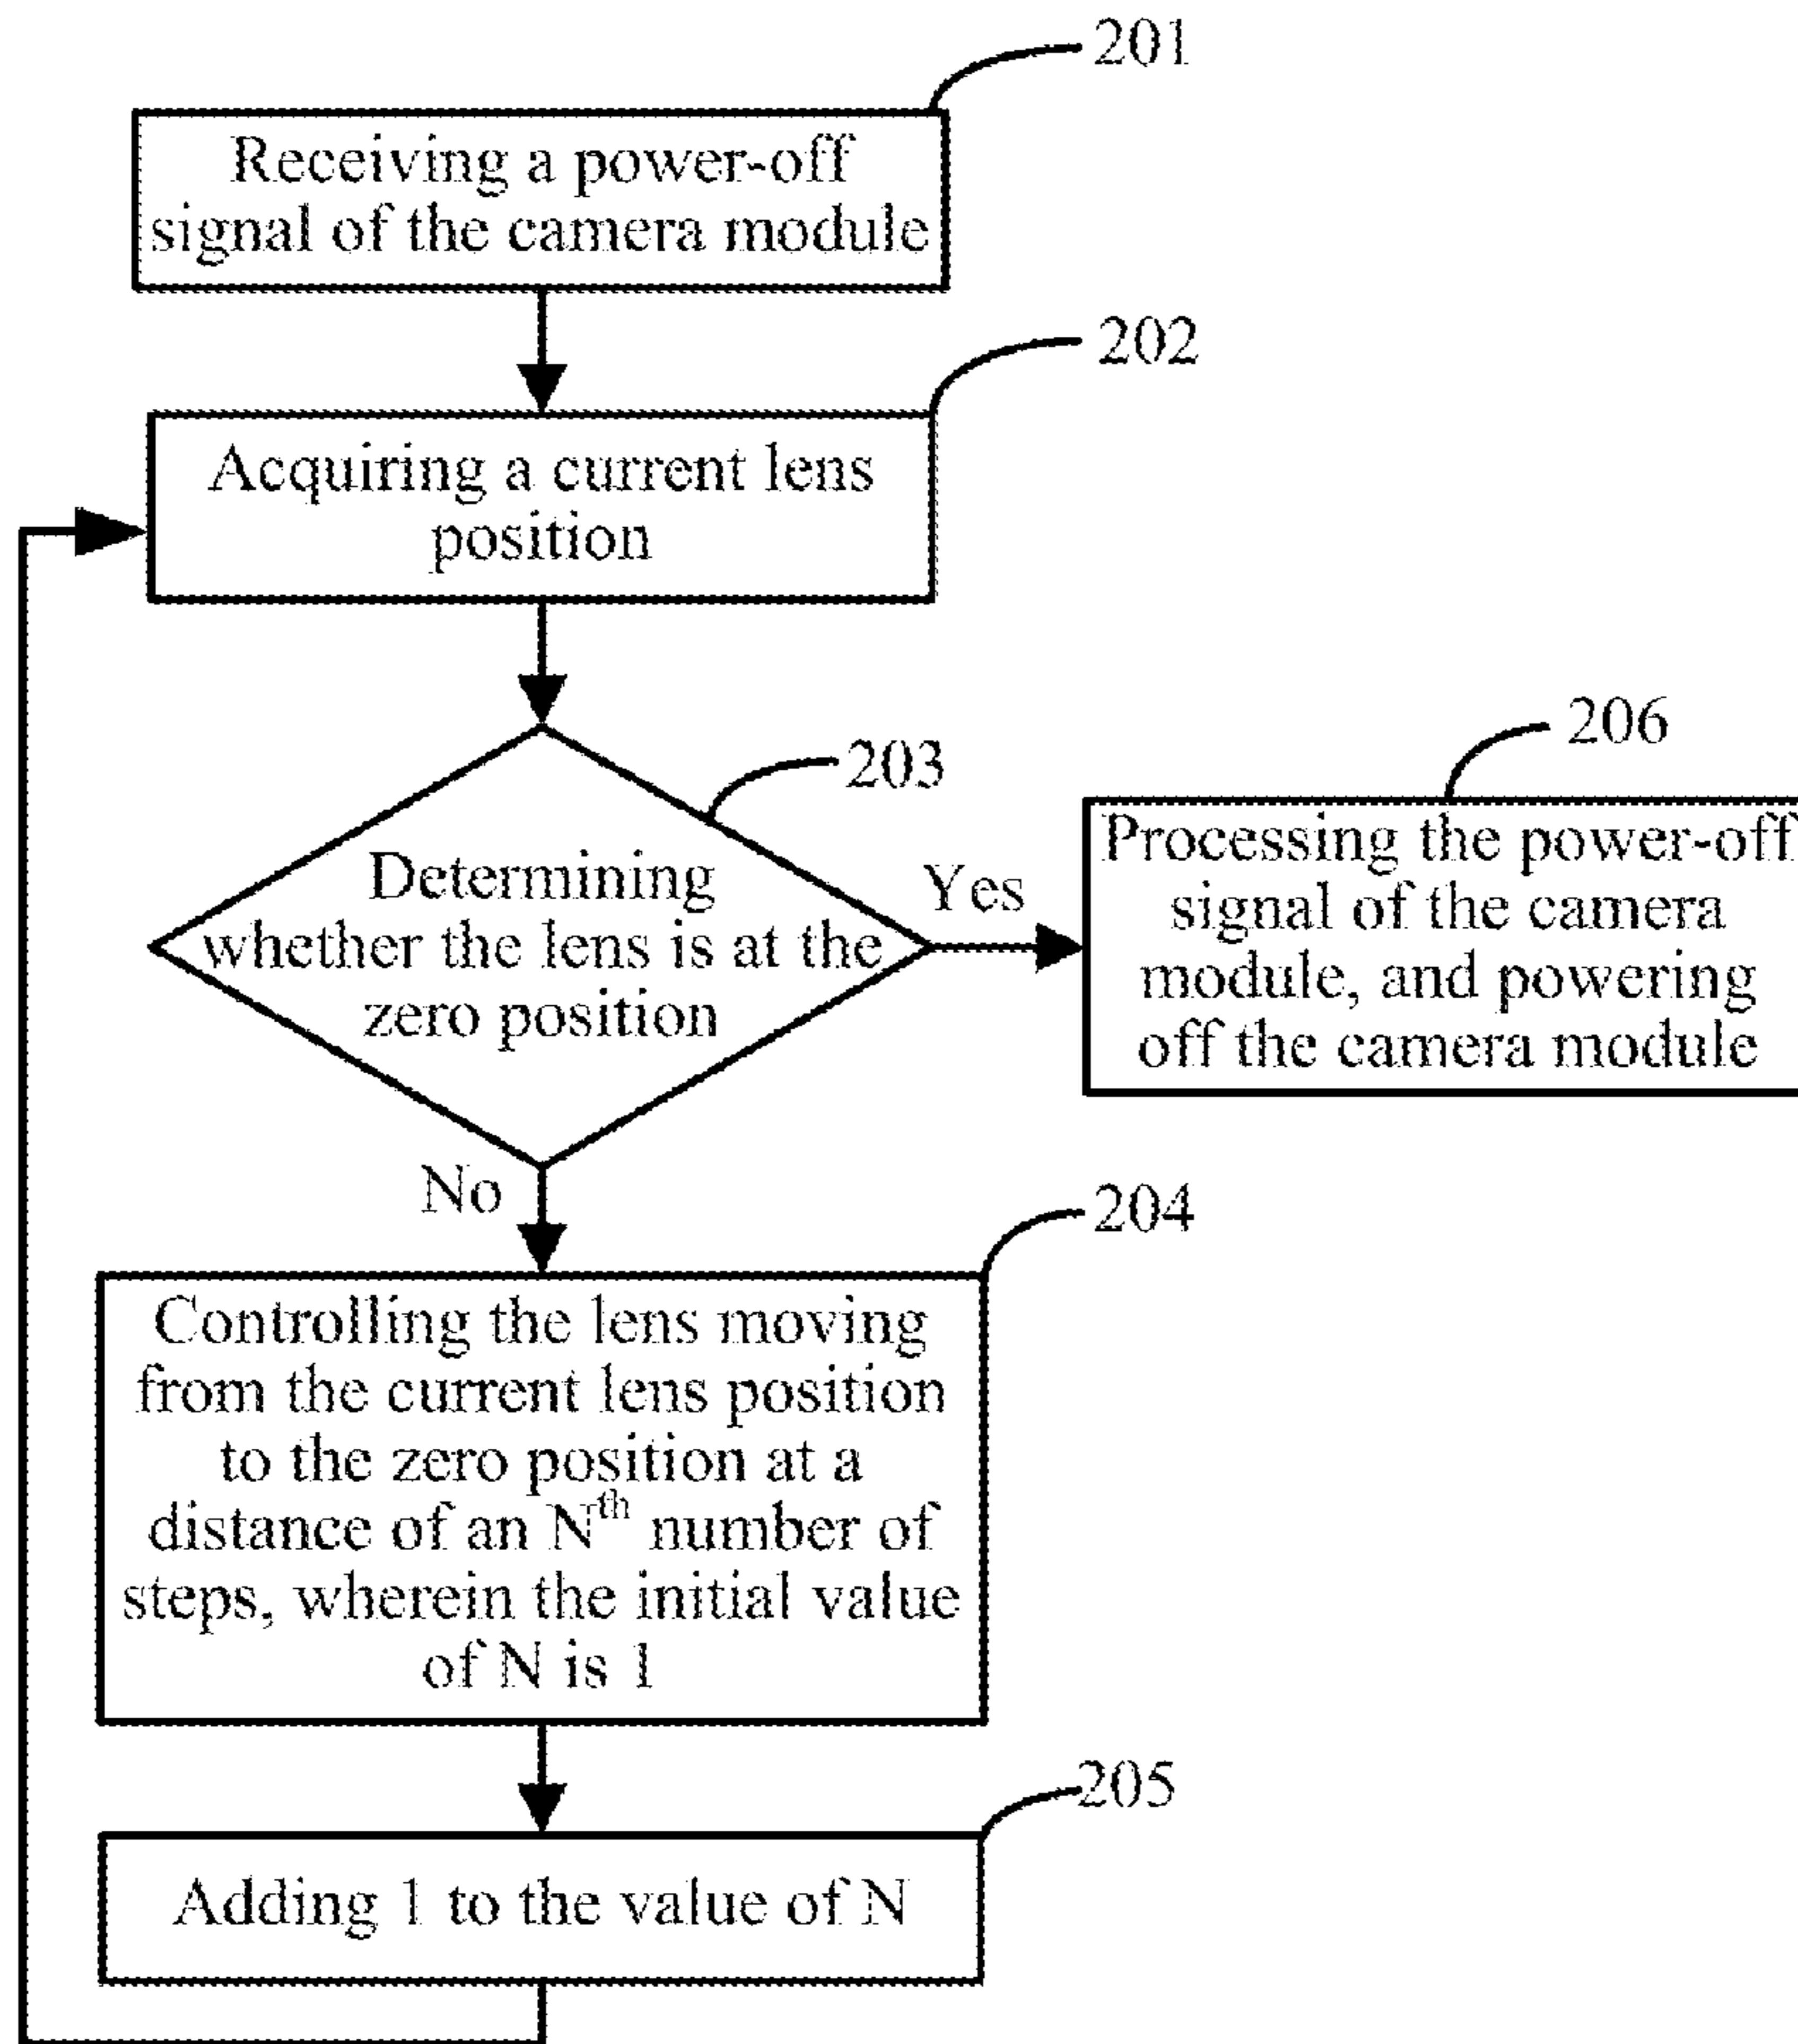 201
Receiving a power-off
signal of the camera module
202
Acquiring a current lens
position
203
Determining
whether the lens is at the
zero position
Yes
206
Processing the power-off
signal of the camera
module, and powering
off the camera module
No
204
Controlling the lens moving
from the current lens position
to the zero position at a
distance of an Nth number of
steps, wherein the initial value
of N is 1
205
Adding 1 to the value of N